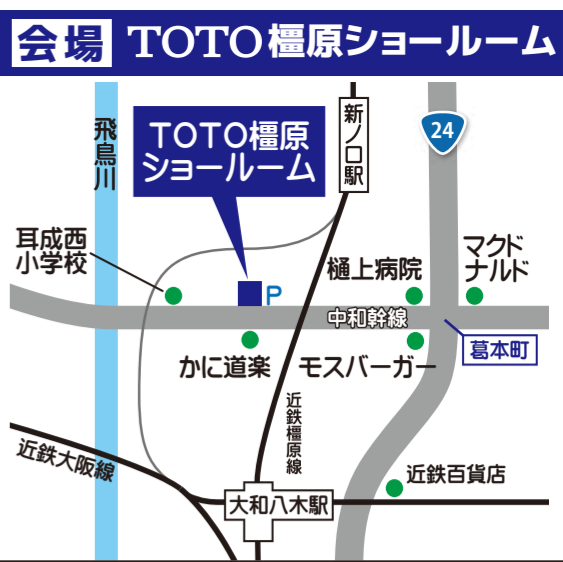 会場 TOTO橿原ショールーム
飛鳥川
TOTO橿原
ショールーム
新ノ口駅
24
耳成西
小学校
P
樋上病院
マクド
ナルド
中和幹線
葛本町
かに道楽
モスバーガー
近鉄橿原線
近鉄大阪線
近鉄百貨店
大和八木駅